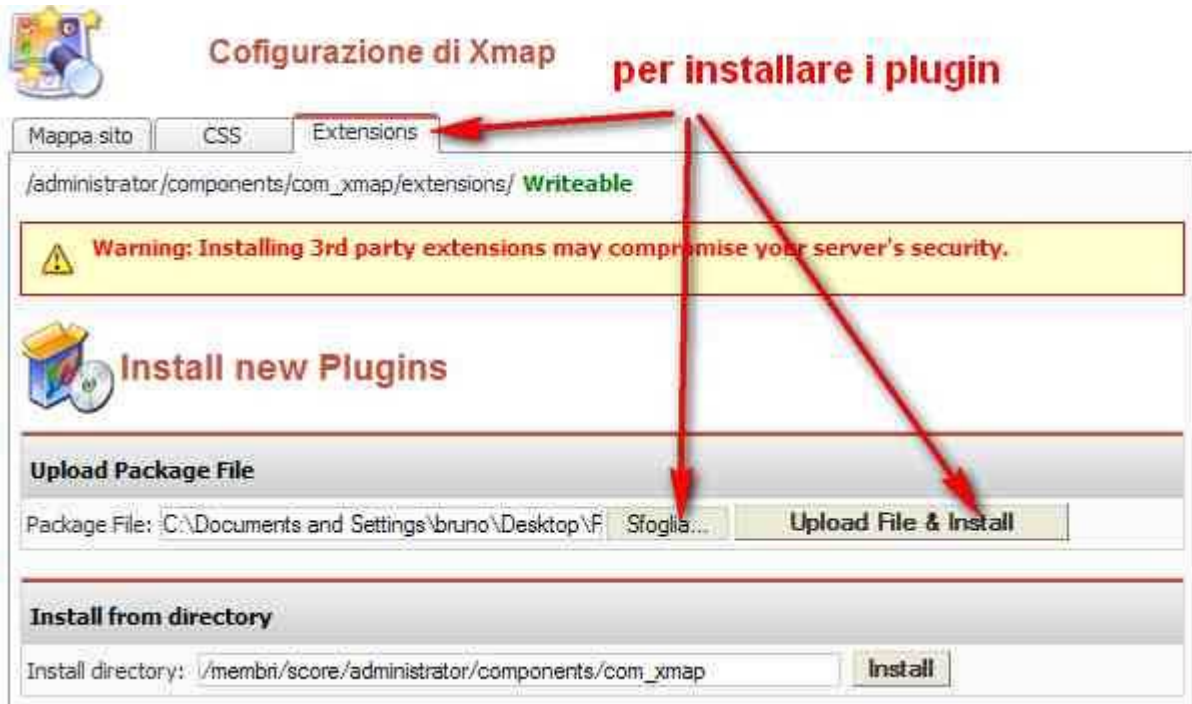 Cofigurazione di Xmap
per installare i plugin
Mappa sito CSS Extensions
/administrator/components/com_xmap/extensions/ Writeable
Warning: Installing 3rd party extensions may compromise your server's security.
Install new Plugins
Upload Package File
Package File: C:\Documents and Settings\bruno\Desktop\F Sfoglia... Upload File & Install
Install from directory
Install directory: /membri/score/administrator/components/com_xmap Install